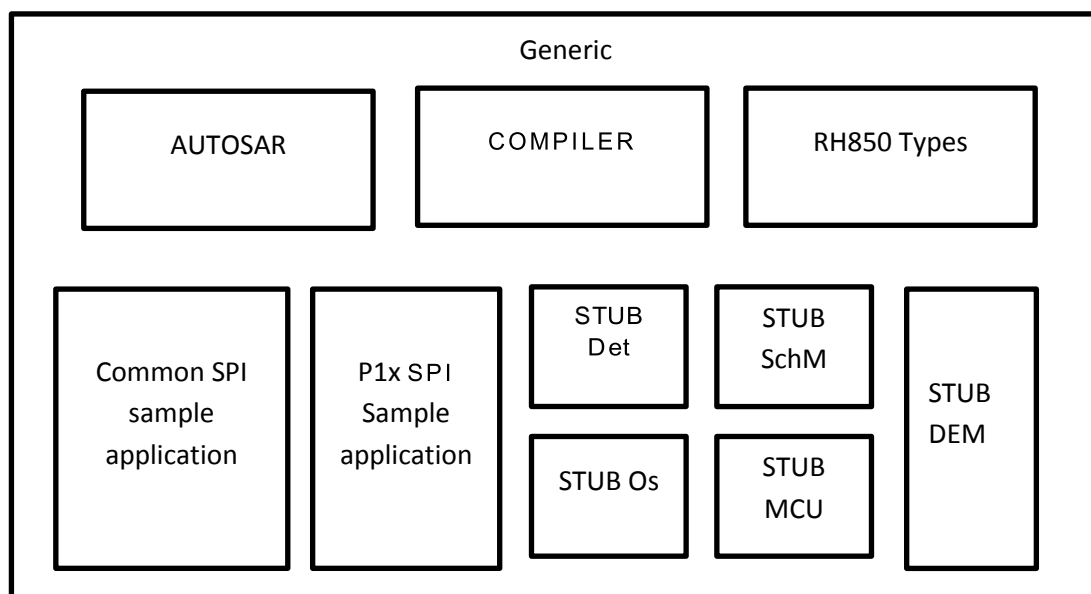 Generic
AUTOSAR
COMPILER
RH850 Types
Common SPI
sample
application
P1x SPI
Sample
application
STUB
Det
STUB
SchM
STUB
DEM
STUB Os
STUB
MCU